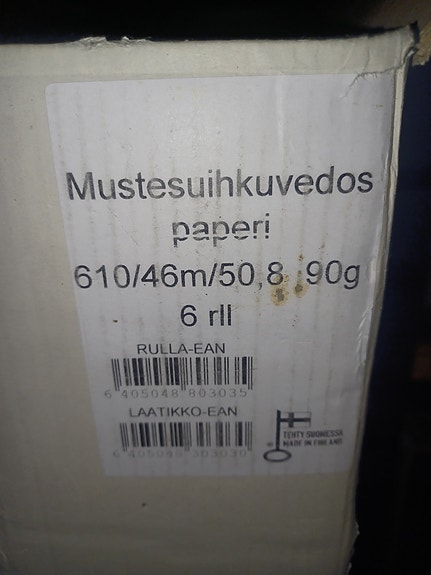 Mustesuihkuvedos
paperi
610/46m/50,8 90g
6 rll
RULLA-EAN
6 405048 803035
LAATIKKO-EAN
6 405048 303030
TEHTY SUOMESSA
MADE IN FINLAND